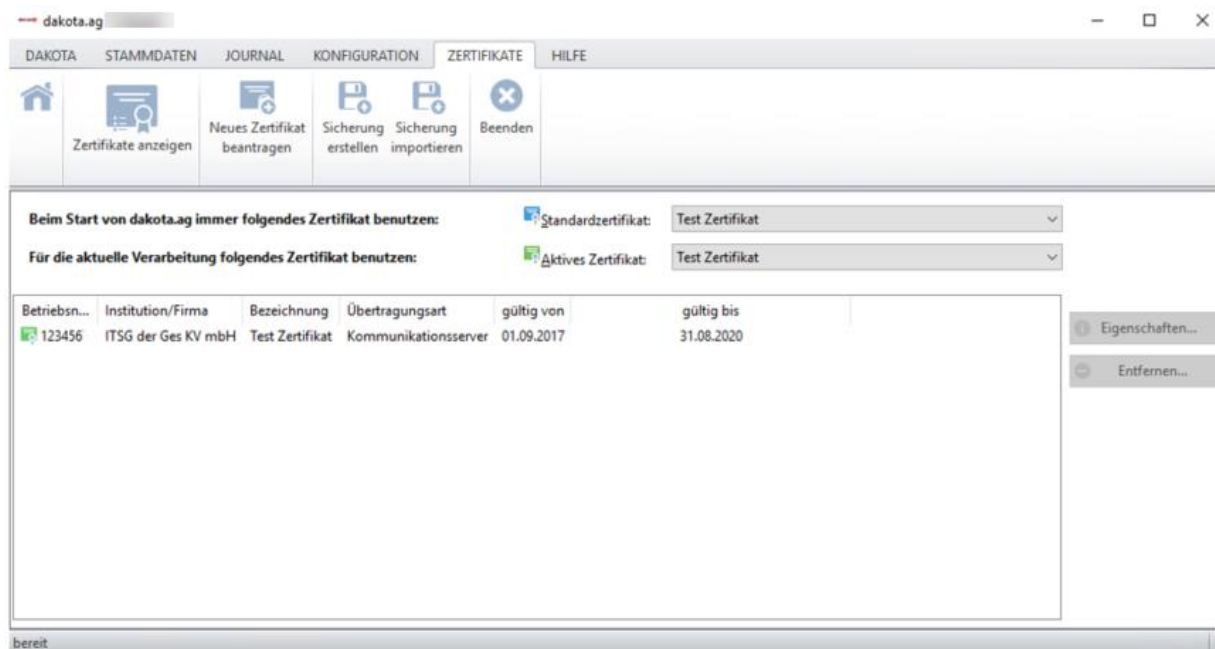 dakota.ag
DAKOTA STAMMDATEN JOURNAL KONFIGURATION ZERTIFIKATE HILFE
Zertifikate anzeigen
Neues Zertifikat
beantragen
Sicherung
erstellen
Sicherung
importieren
Beenden
Beim Start von dakota.ag immer folgendes Zertifikat benutzen: Standardzertifikat: Test Zertifikat
Für die aktuelle Verarbeitung folgendes Zertifikat benutzen: Aktives Zertifikat: Test Zertifikat
Betriebsn... Institution/Firma Bezeichnung Übertragungsart gültig von gültig bis
123456 ITSG der Ges KV mbH Test Zertifikat Kommunikationsserver 01.09.2017 31.08.2020
Eigenschaften...
Entfernen...
bereit